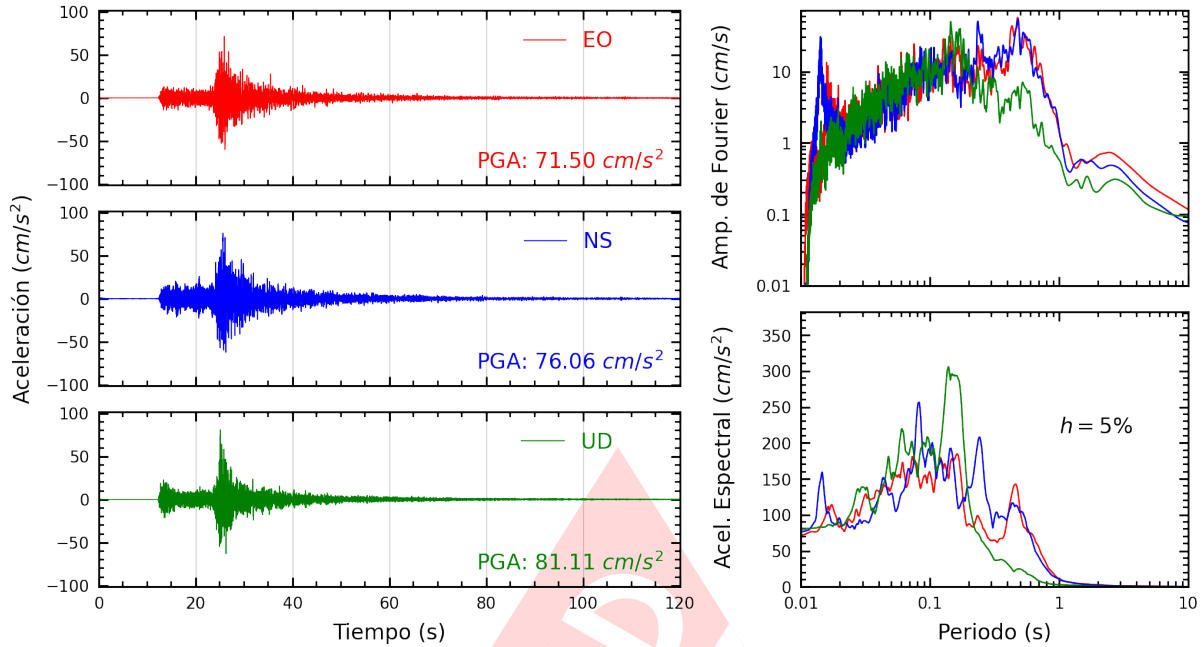 Aceleración (cm/s²)
100
50
0
−50
−100
EO
PGA: 71.50 cm/s²
100
50
0
−50
−100
NS
PGA: 76.06 cm/s²
100
50
0
−50
−100
UD
PGA: 81.11 cm/s²
0 20 40 60 80 100 120
Tiempo (s)
Amp. de Fourier (cm/s)
10
1
0.1
0.01
Acel. Espectral (cm/s²)
350
300
250
200
150
100
50
0
h = 5%
0.01 0.1 1 10
Periodo (s)